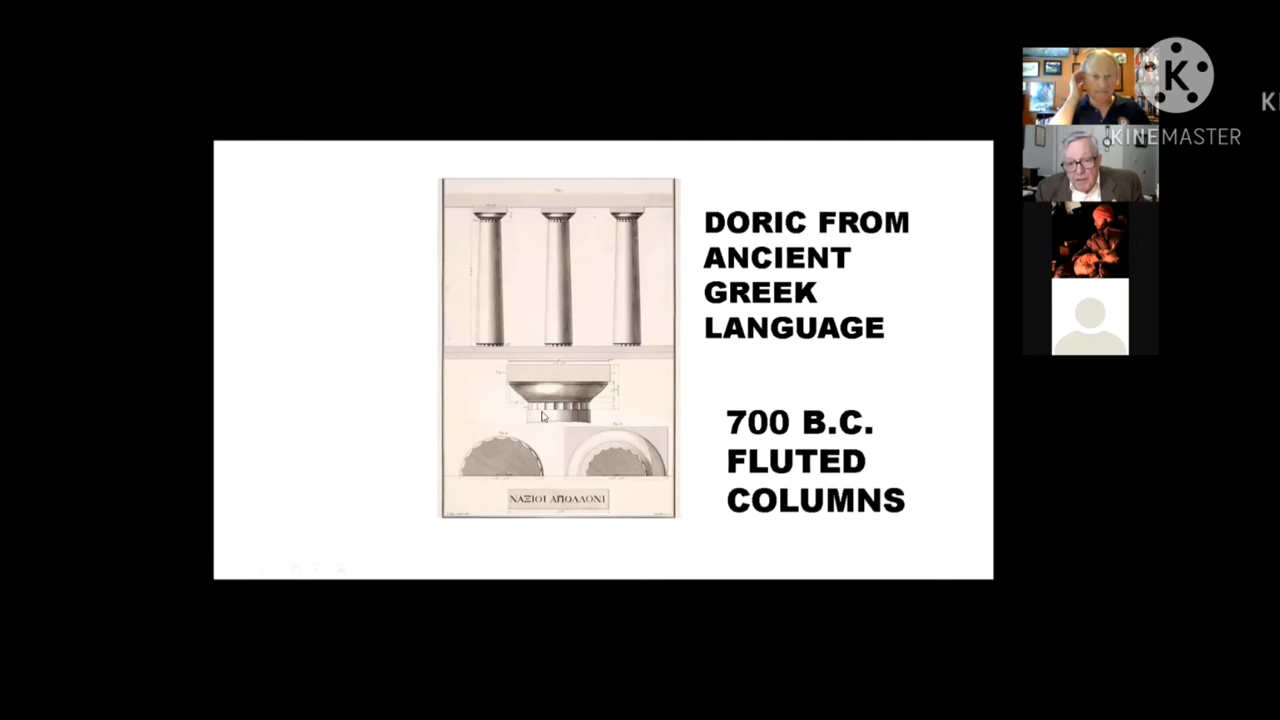 DORIC FROM
ANCIENT
GREEK
LANGUAGE
700 B.C.
FLUTED
COLUMNS
ΝΑΞΙΟΙ ΑΠΟΛΛΟΝΙ
K
KINEMASTER
K